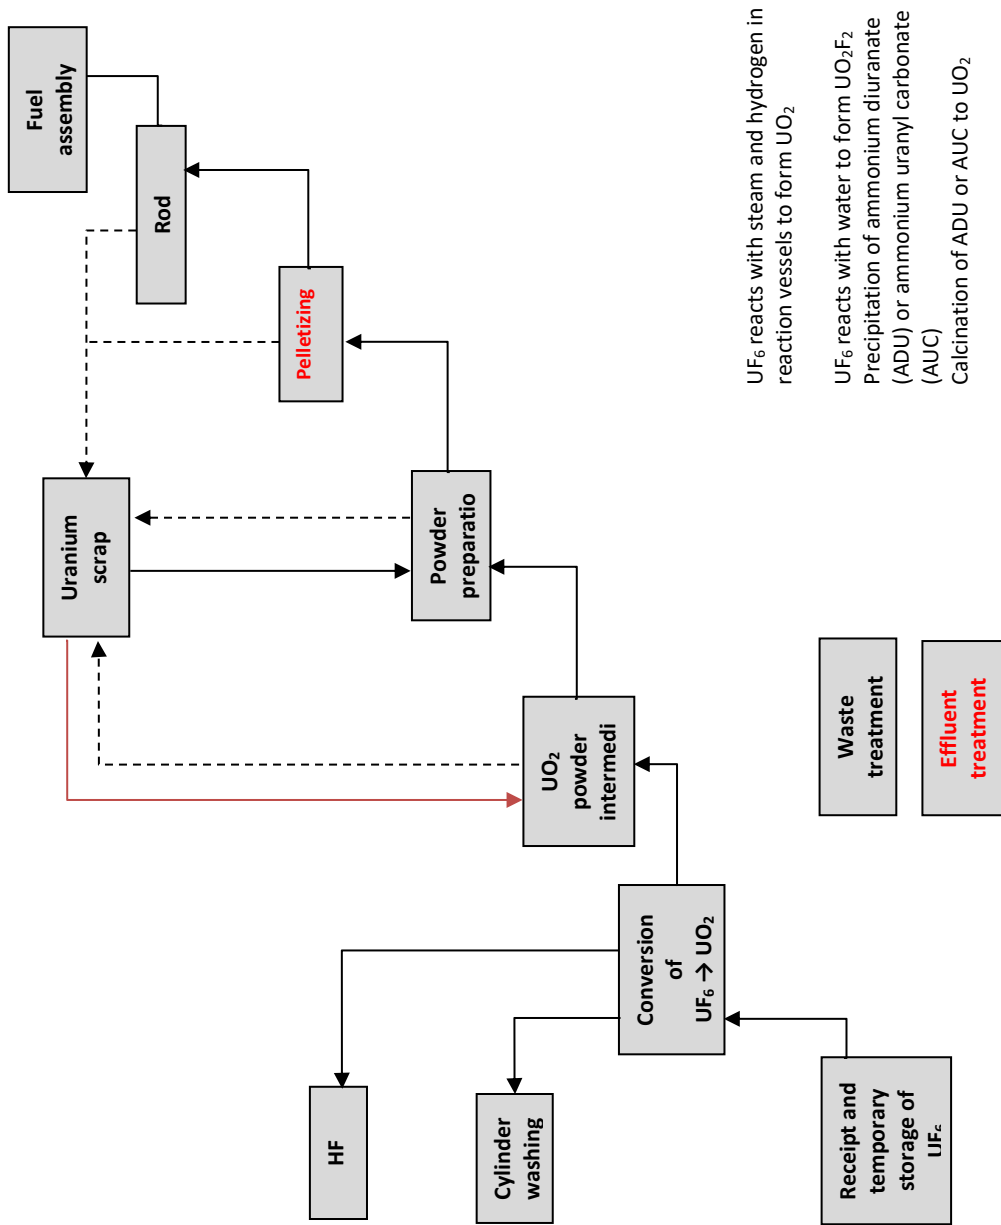 Fuel
assembly
Uranium
scrap
Rod
Pelletizing
HF
Powder
preparatio
Cylinder
washing
UO₂
powder
intermedi
Conversion
of
UF₆ → UO₂
Receipt and
temporary
storage of
UF₆
Waste
treatment
Effluent
treatment
UF₆ reacts with steam and hydrogen in
reaction vessels to form UO₂
UF₆ reacts with water to form UO₂F₂
Precipitation of ammonium diuranate
(ADU) or ammonium uranyl carbonate
(AUC)
Calcination of ADU or AUC to UO₂